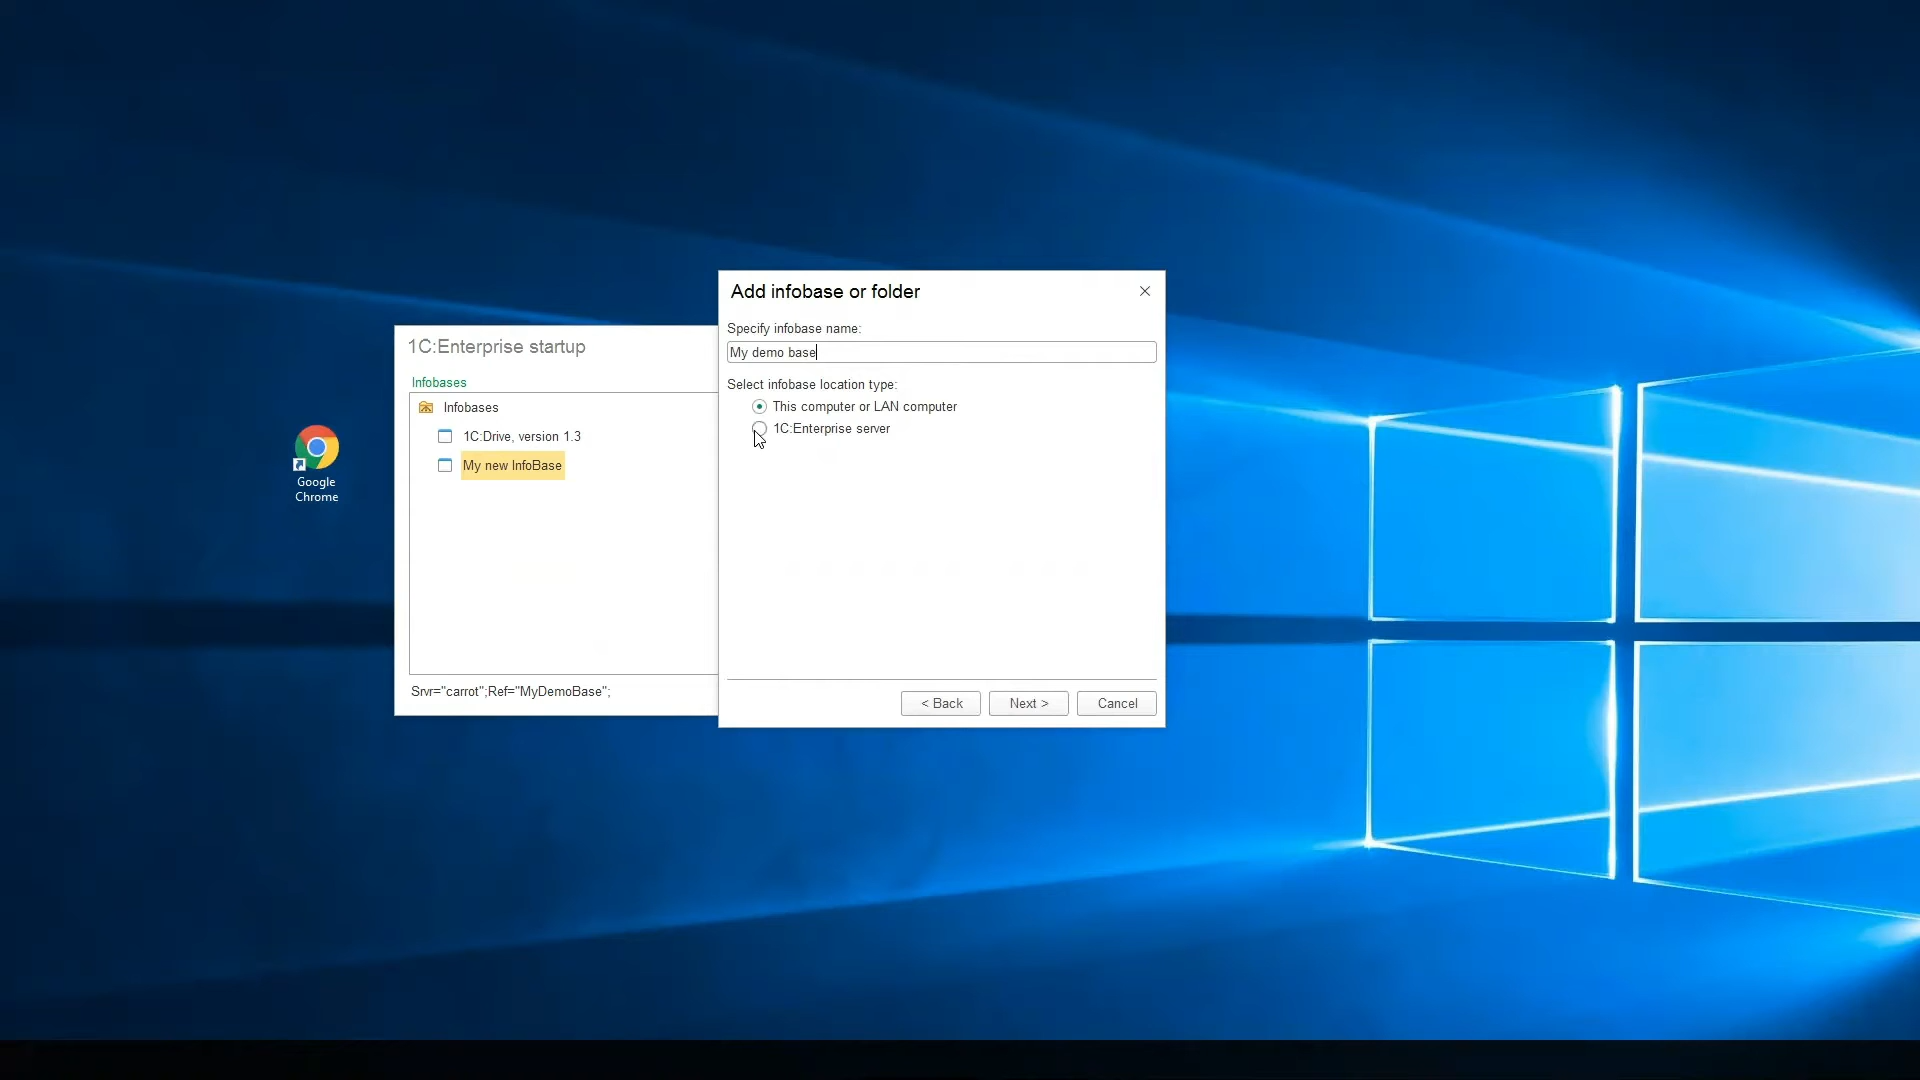 Google
Chrome
1C:Enterprise startup
Infobases
Infobases
1C:Drive, version 1.3
My new InfoBase
Srvr="carrot";Ref="MyDemoBase";
Add infobase or folder
Specify infobase name:
My demo base
Select infobase location type:
This computer or LAN computer
1C:Enterprise server
< Back
Next >
Cancel